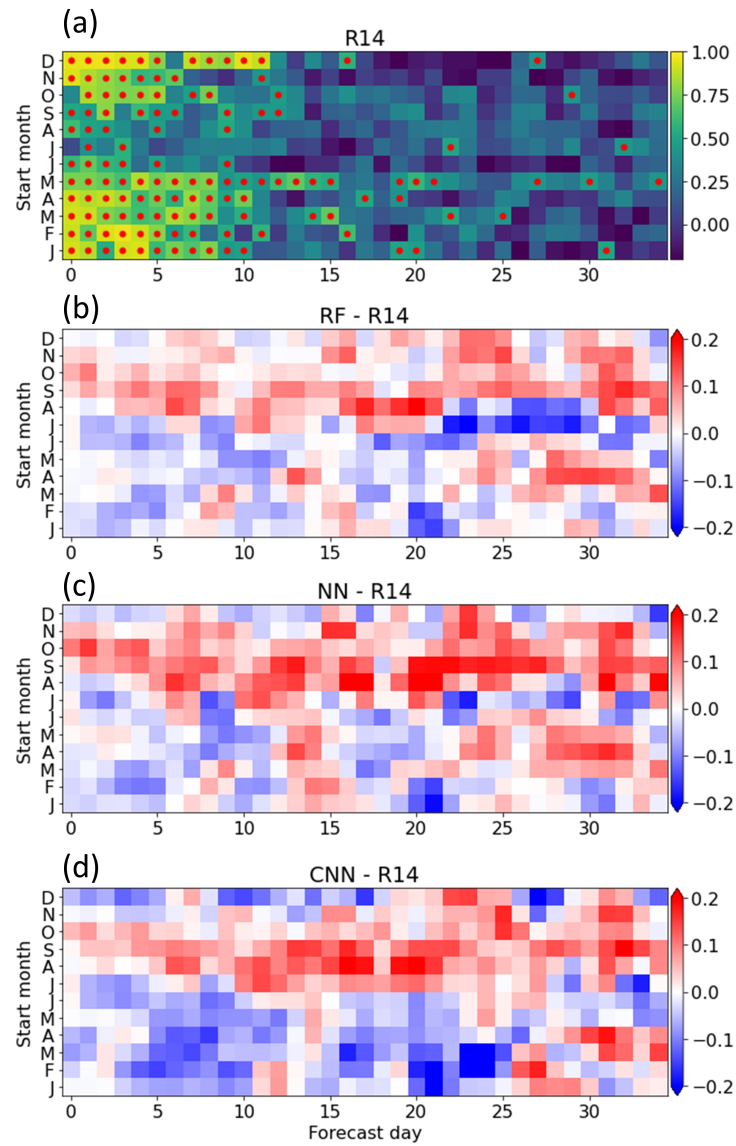 (a)
R14
Start month
D
N
O
S
A
J
J
M
A
M
F
J
0 5 10 15 20 25 30
1.00
0.75
0.50
0.25
0.00
(b)
RF - R14
Start month
D
N
O
S
A
J
J
M
A
M
F
J
0 5 10 15 20 25 30
0.2
0.1
0.0
−0.1
−0.2
(c)
NN - R14
Start month
D
N
O
S
A
J
J
M
A
M
F
J
0 5 10 15 20 25 30
0.2
0.1
0.0
−0.1
−0.2
(d)
CNN - R14
Start month
D
N
O
S
A
J
J
M
A
M
F
J
0 5 10 15 20 25 30
Forecast day
0.2
0.1
0.0
−0.1
−0.2